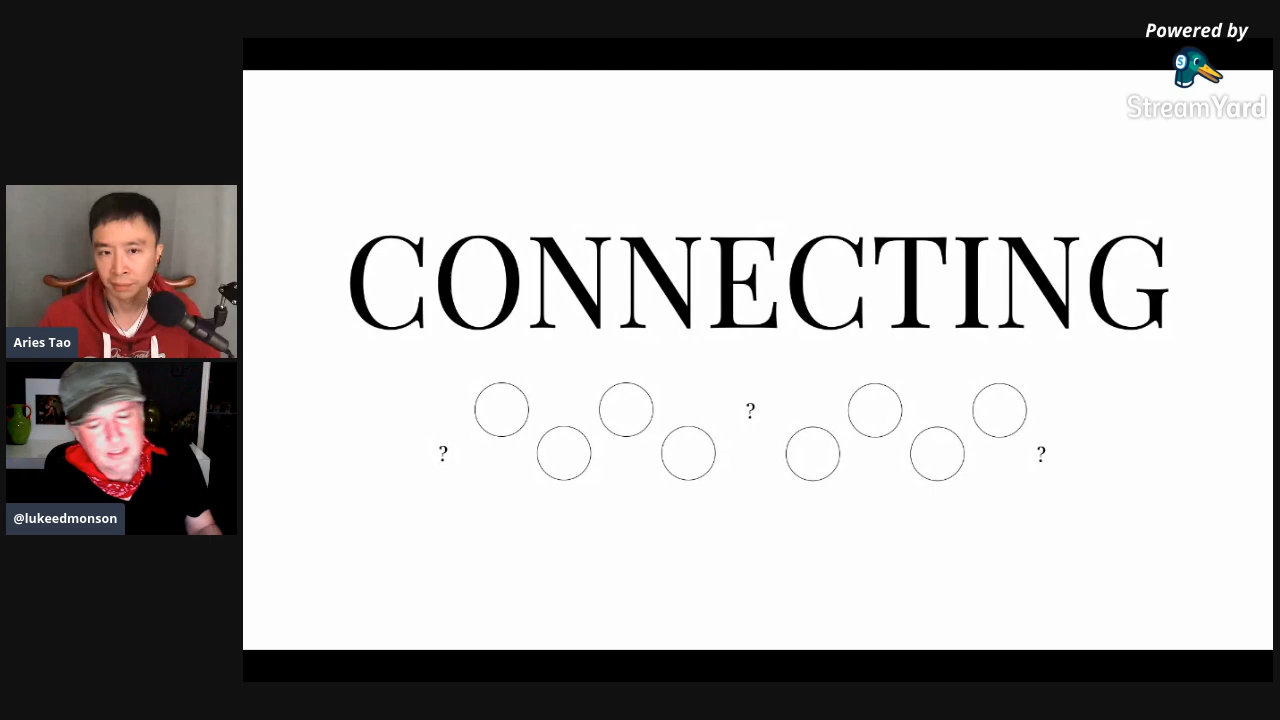 Powered by
StreamYard
CONNECTING
?
?
?
Aries Tao
@lukeedmonson